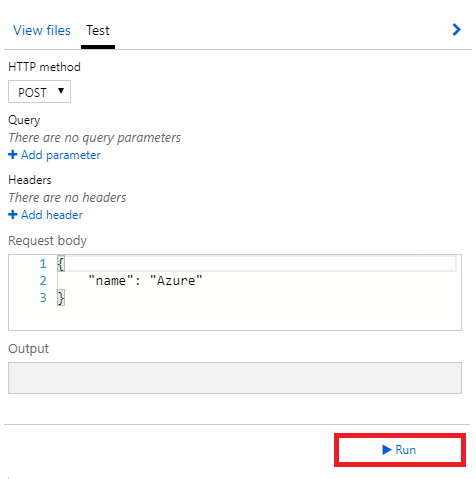 View files Test
HTTP method
POST
Query
There are no query parameters
+ Add parameter
Headers
There are no headers
+ Add header
Request body
1 {
2     "name": "Azure"
3 }
Output
Run